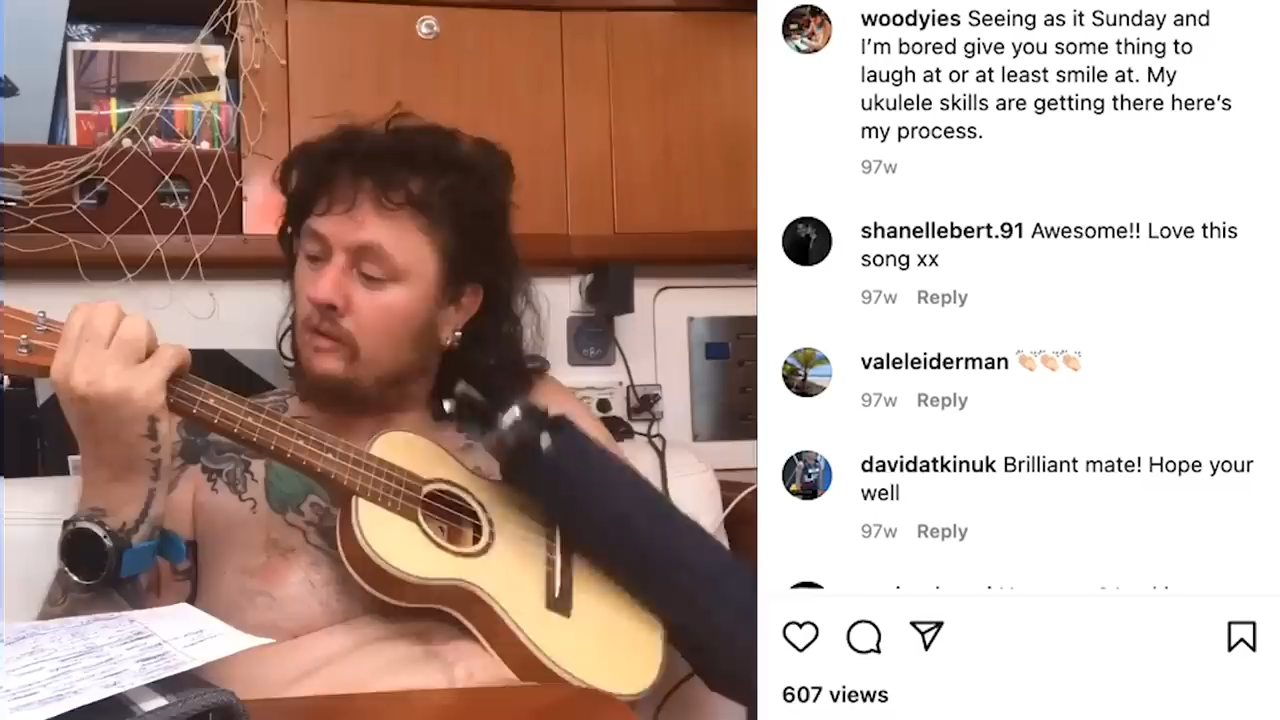 woodyies Seeing as it Sunday and
I'm bored give you some thing to
laugh at or at least smile at. My
ukulele skills are getting there here's
my process.
97w
shanellebert.91 Awesome!! Love this
song xx
97w Reply
valeleiderman 👏🏻👏🏻👏🏻
97w Reply
davidatkinuk Brilliant mate! Hope your
well
97w Reply
607 views